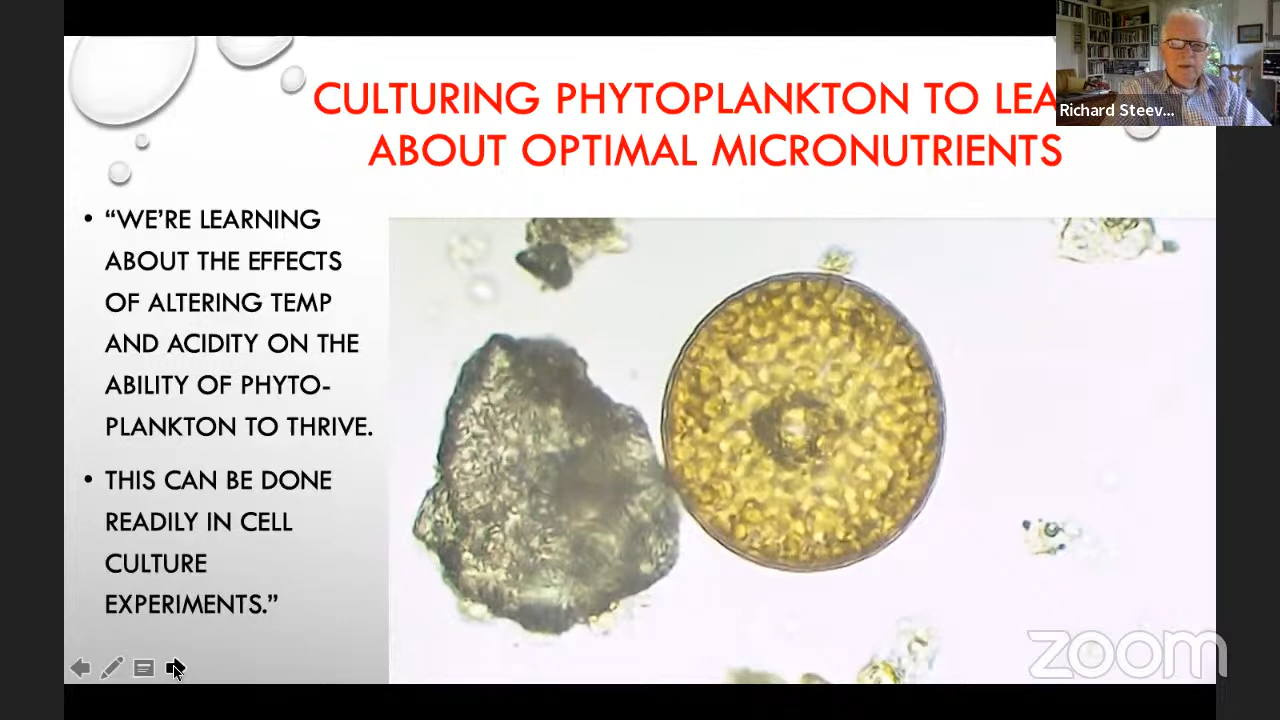 CULTURING PHYTOPLANKTON TO LEA
ABOUT OPTIMAL MICRONUTRIENTS
Richard Steev...
• “WE’RE LEARNING
ABOUT THE EFFECTS
OF ALTERING TEMP
AND ACIDITY ON THE
ABILITY OF PHYTO-
PLANKTON TO THRIVE.
• THIS CAN BE DONE
READILY IN CELL
CULTURE
EXPERIMENTS.”
zoom